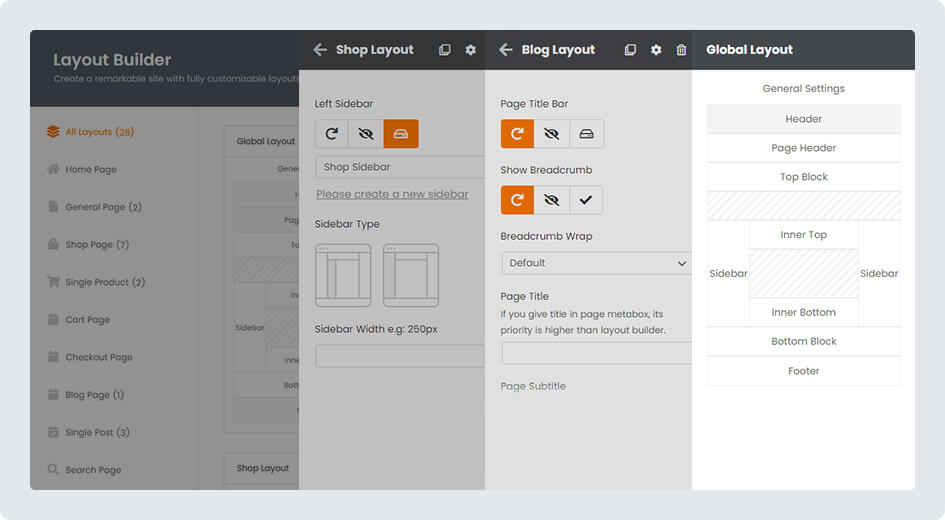 Layout Builder
Create a remarkable site with fully customizable layouts
All Layouts (28)
Home Page
General Page (2)
Shop Page (7)
Single Product (2)
Cart Page
Checkout Page
Blog Page (1)
Single Post (3)
Search Page
Global Layout
Sidebar
Shop Layout
Shop Layout
Left Sidebar
Shop Sidebar
Please create a new sidebar
Sidebar Type
Sidebar Width e.g: 250px
Blog Layout
Page Title Bar
Show Breadcrumb
Breadcrumb Wrap
Default
Page Title
If you give title in page metabox, its
priority is higher than layout builder.
Page Subtitle
Global Layout
General Settings
Header
Page Header
Top Block
Inner Top
Sidebar
Sidebar
Inner Bottom
Bottom Block
Footer